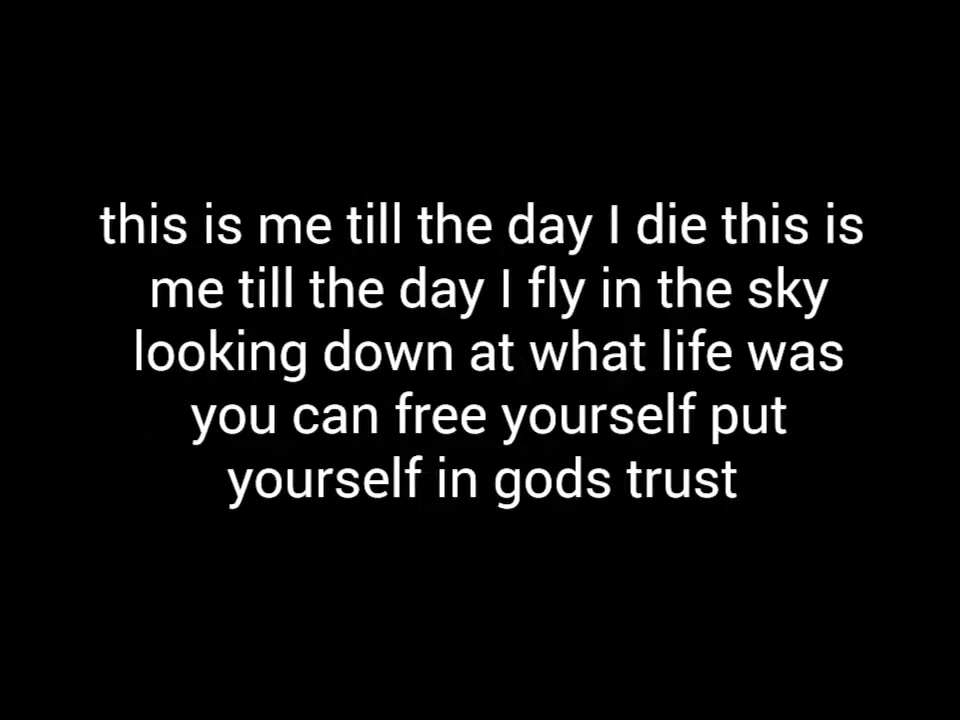 this is me till the day I die this is
me till the day I fly in the sky
looking down at what life was
you can free yourself put
yourself in gods trust